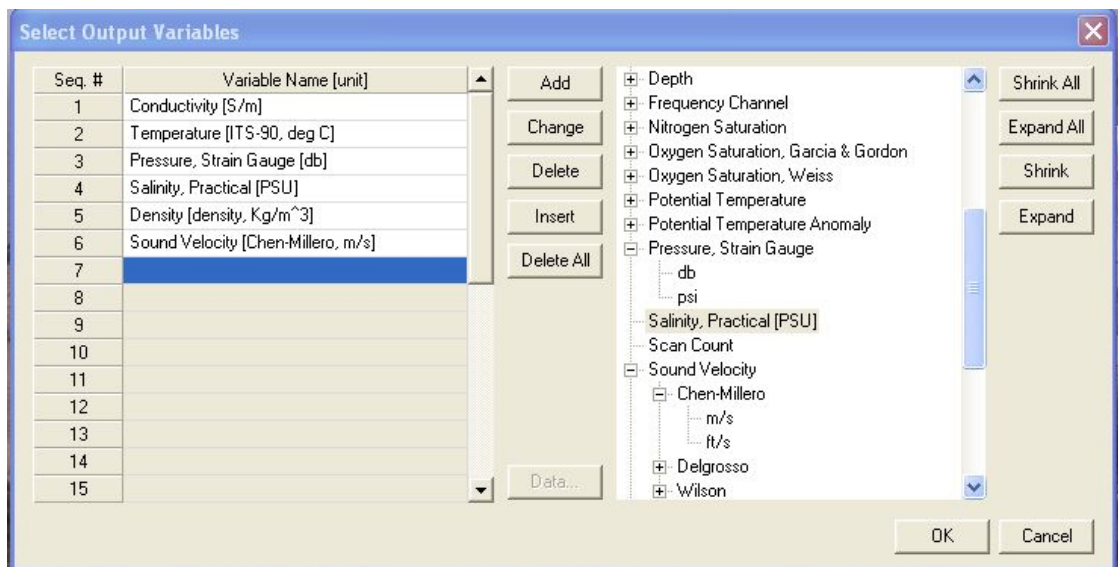 Select Output Variables
Seq. # Variable Name [unit]
1 Conductivity [S/m]
2 Temperature [ITS-90, deg C]
3 Pressure, Strain Gauge [db]
4 Salinity, Practical [PSU]
5 Density [density, Kg/m^3]
6 Sound Velocity [Chen-Millero, m/s]
7
8
9
10
11
12
13
14
15
Add
Change
Delete
Insert
Delete All
Data...
Depth
Frequency Channel
Nitrogen Saturation
Oxygen Saturation, Garcia & Gordon
Oxygen Saturation, Weiss
Potential Temperature
Potential Temperature Anomaly
Pressure, Strain Gauge
db
psi
Salinity, Practical [PSU]
Scan Count
Sound Velocity
Chen-Millero
m/s
ft/s
Delgrosso
Wilson
Shrink All
Expand All
Shrink
Expand
OK Cancel